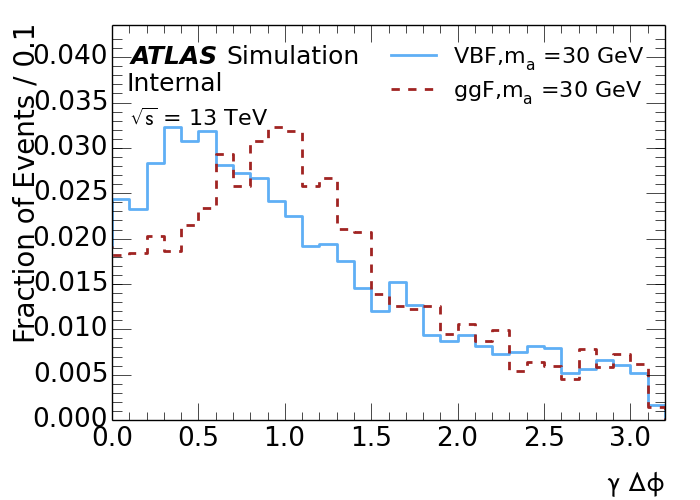 Fraction of Events / 0.1
0.040
0.035
0.030
0.025
0.020
0.015
0.010
0.005
0.000
ATLAS Simulation
Internal
√s = 13 TeV
VBF,mₐ =30 GeV
ggF,mₐ =30 GeV
0.0 0.5 1.0 1.5 2.0 2.5 3.0
γ Δϕ